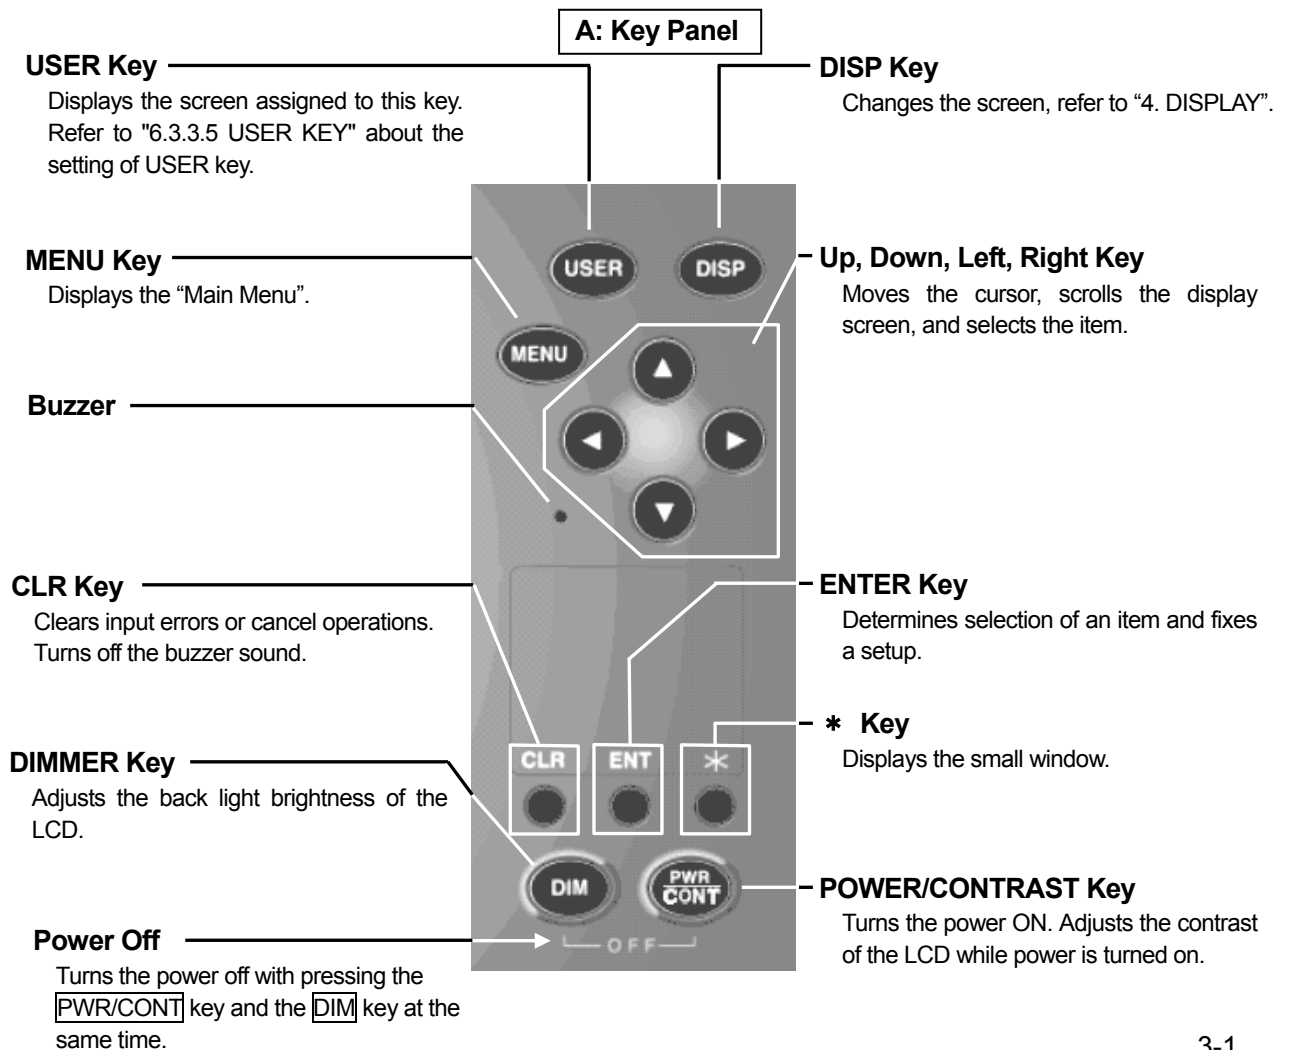 A: Key Panel
USER Key
Displays the screen assigned to this key.
Refer to "6.3.3.5 USER KEY" about the
setting of USER key.
MENU Key
Displays the “Main Menu”.
Buzzer
CLR Key
Clears input errors or cancel operations.
Turns off the buzzer sound.
DIMMER Key
Adjusts the back light brightness of the
LCD.
Power Off
Turns the power off with pressing the
PWR/CONT key and the DIM key at the
same time.
USER
DISP
MENU
CLR
ENT
*
DIM
PWR
CONT
OFF
DISP Key
Changes the screen, refer to “4. DISPLAY”.
Up, Down, Left, Right Key
Moves the cursor, scrolls the display
screen, and selects the item.
ENTER Key
Determines selection of an item and fixes
a setup.
* Key
Displays the small window.
POWER/CONTRAST Key
Turns the power ON. Adjusts the contrast
of the LCD while power is turned on.
3-1